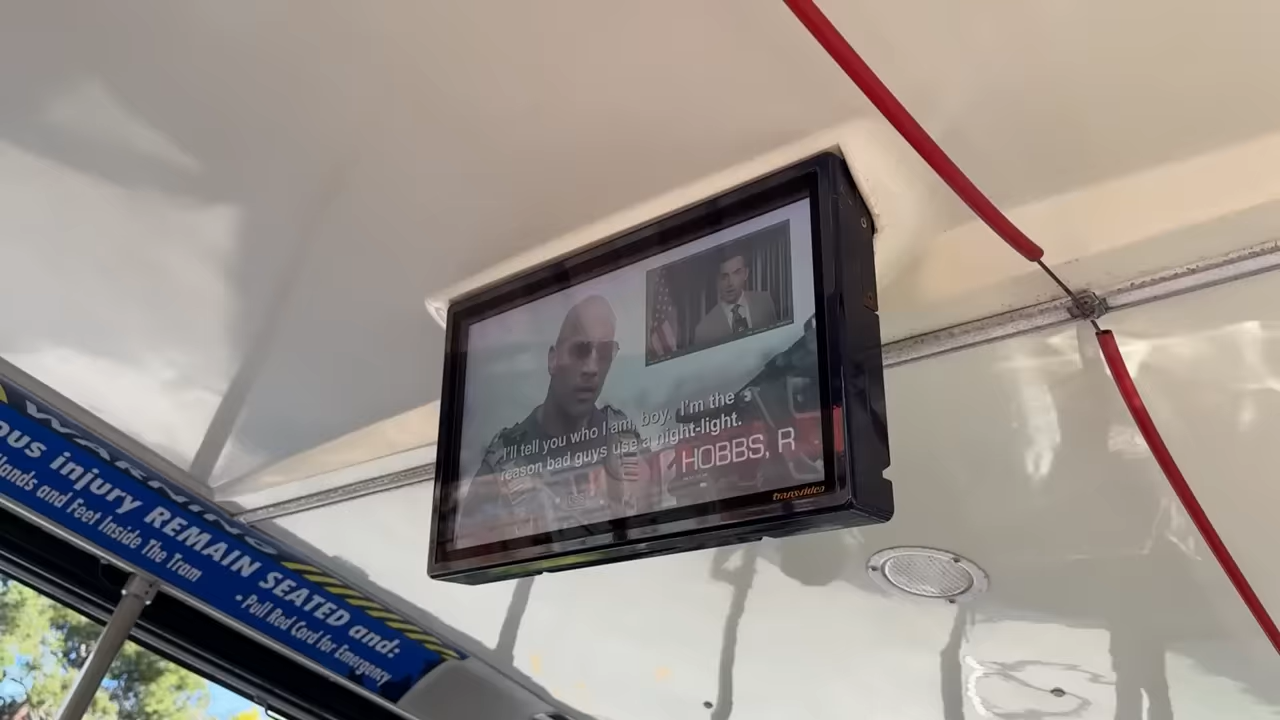 WARNING
ous injury REMAIN SEATED and:
Hands and Feet Inside The Tram
•Pull Red Cord for Emergency
I'll tell you who I am, boy. I'm the
reason bad guys use a night-light.
HOBBS, R
transvideo